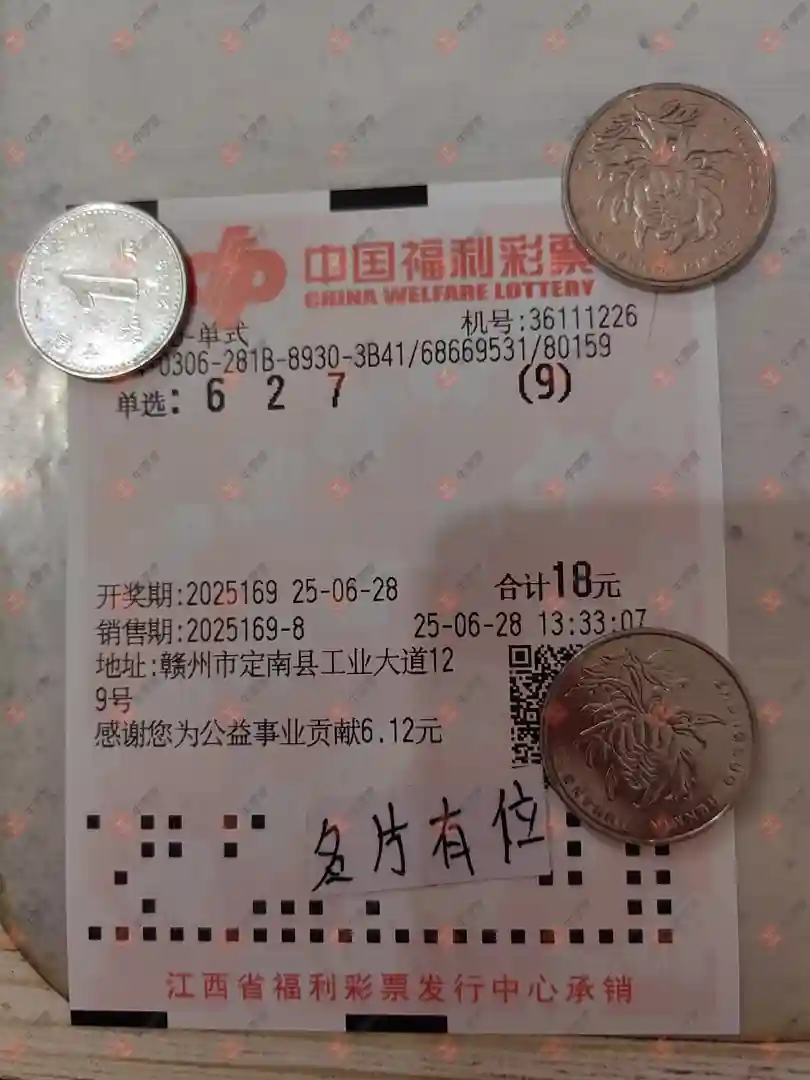 中国福利彩票
CHINA WELFARE LOTTERY
-单式 机号:36111226
0306-281B-8930-3B41/68669531/80159
单选: 6 2 7 (9)
开奖期:2025169 25-06-28 合计18元
销售期:2025169-8 25-06-28 13:33:07
地址:赣州市定南县工业大道12
9号
感谢您为公益事业贡献6.12元
名片有位
江西省福利彩票发行中心承销
1